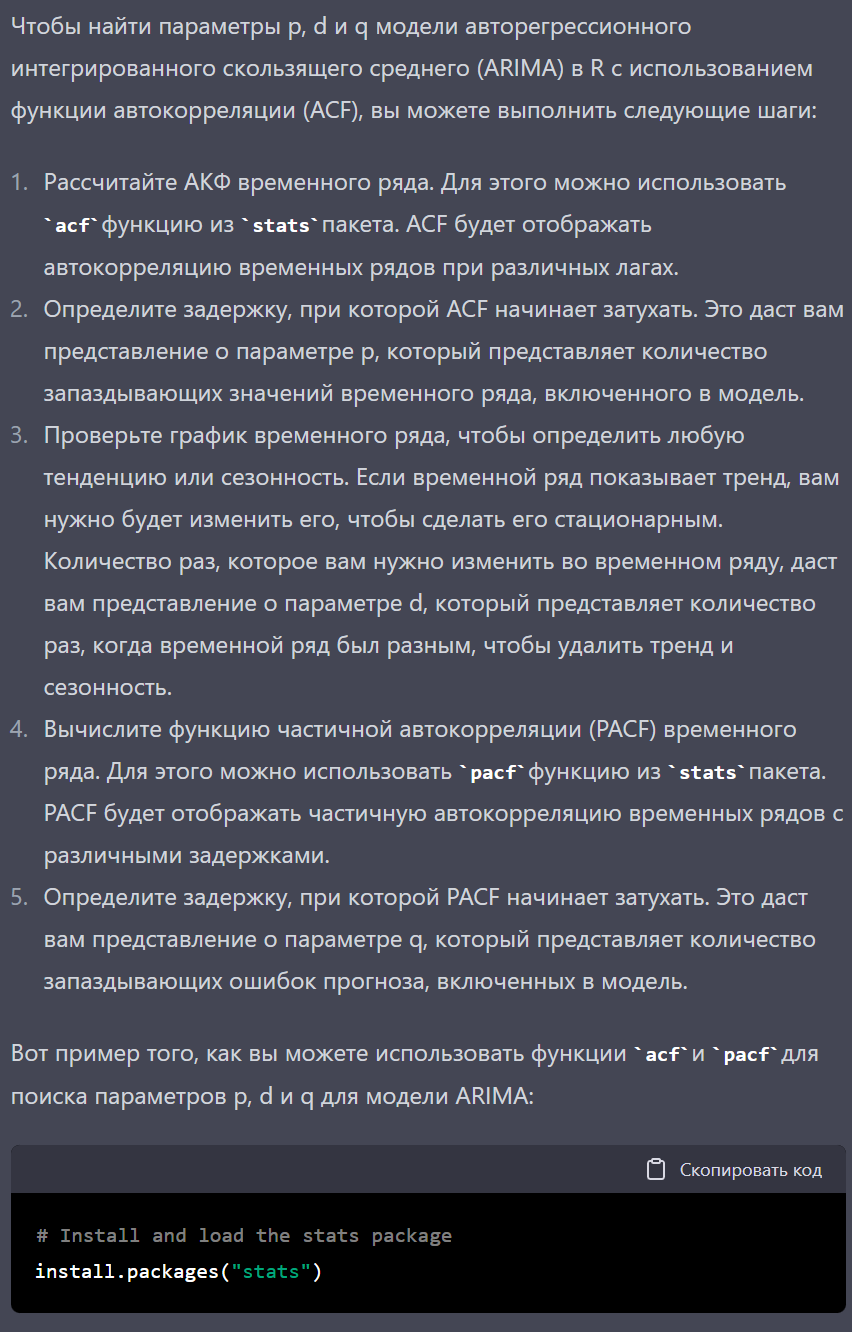 Чтобы найти параметры p, d и q модели авторегрессионного
интегрированного скользящего среднего (ARIMA) в R с использованием
функции автокорреляции (ACF), вы можете выполнить следующие шаги:
1. Рассчитайте АКФ временного ряда. Для этого можно использовать
`acf`функцию из `stats`пакета. ACF будет отображать
автокорреляцию временных рядов при различных лагах.
2. Определите задержку, при которой ACF начинает затухать. Это даст вам
представление о параметре p, который представляет количество
запаздывающих значений временного ряда, включенного в модель.
3. Проверьте график временного ряда, чтобы определить любую
тенденцию или сезонность. Если временной ряд показывает тренд, вам
нужно будет изменить его, чтобы сделать его стационарным.
Количество раз, которое вам нужно изменить во временном ряду, даст
вам представление о параметре d, который представляет количество
раз, когда временной ряд был разным, чтобы удалить тренд и
сезонность.
4. Вычислите функцию частичной автокорреляции (PACF) временного
ряда. Для этого можно использовать `pacf`функцию из `stats`пакета.
PACF будет отображать частичную автокорреляцию временных рядов с
различными задержками.
5. Определите задержку, при которой PACF начинает затухать. Это даст
вам представление о параметре q, который представляет количество
запаздывающих ошибок прогноза, включенных в модель.
Вот пример того, как вы можете использовать функции `acf`и `pacf`для
поиска параметров p, d и q для модели ARIMA:
Скопировать код
# Install and load the stats package
install.packages("stats")